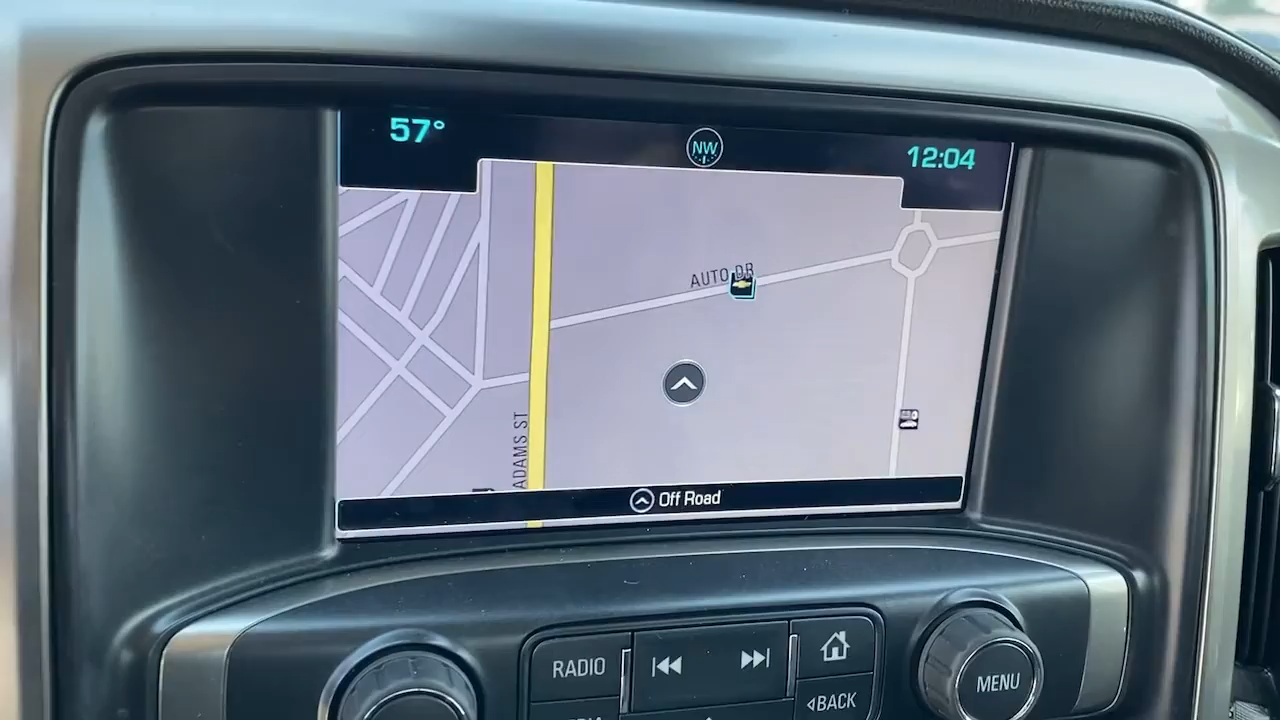 57°
NW
12:04
AUTO DR
ADAMS ST
Off Road
RADIO
BACK
MENU